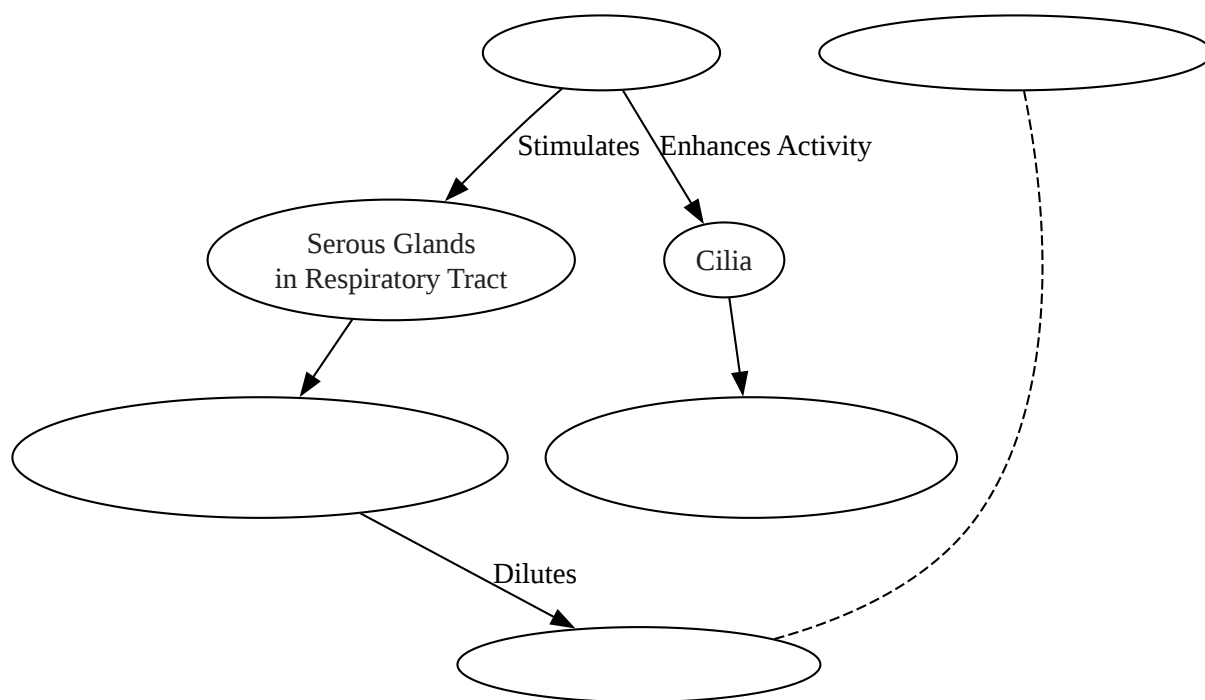 Stimulates
Enhances Activity
Serous Glands
in Respiratory Tract
Cilia
Dilutes